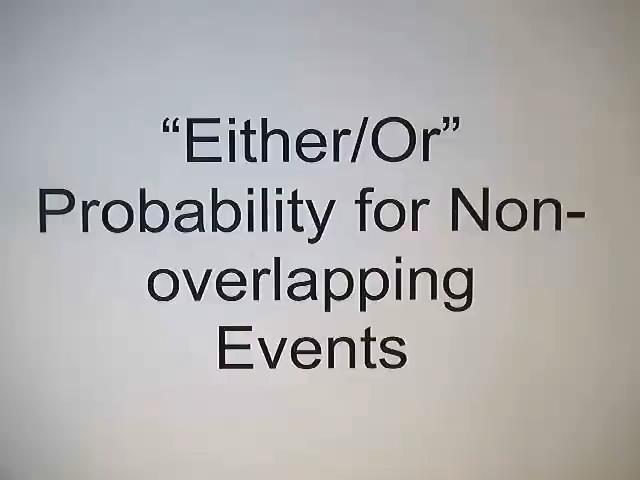 “Either/Or”
Probability for Non-
overlapping
Events